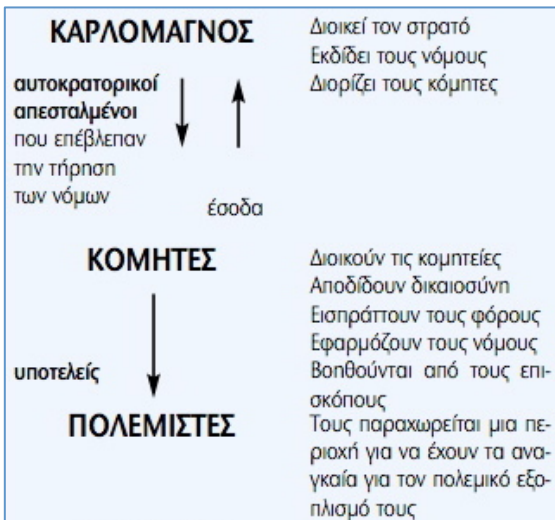 ΚΑΡΛΟΜΑΓΝΟΣ
Διοικεί τον στρατό
Εκδίδει τους νόμους
Διορίζει τους κόμητες
αυτοκρατορικοί
απεσταλμένοι
που επέβλεπαν
την τήρηση
των νόμων
έσοδα
ΚΟΜΗΤΕΣ
Διοικούν τις κομητείες
Αποδίδουν δικαιοσύνη
Εισπράττουν τους φόρους
Εφαρμόζουν τους νόμους
Βοηθούνται από τους επι-
σκόπους
υποτελείς
ΠΟΛΕΜΙΣΤΕΣ
Τους παραχωρείται μια πε-
ριοχή για να έχουν τα ανα-
γκαία για τον πολεμικό εξο-
πλισμό τους